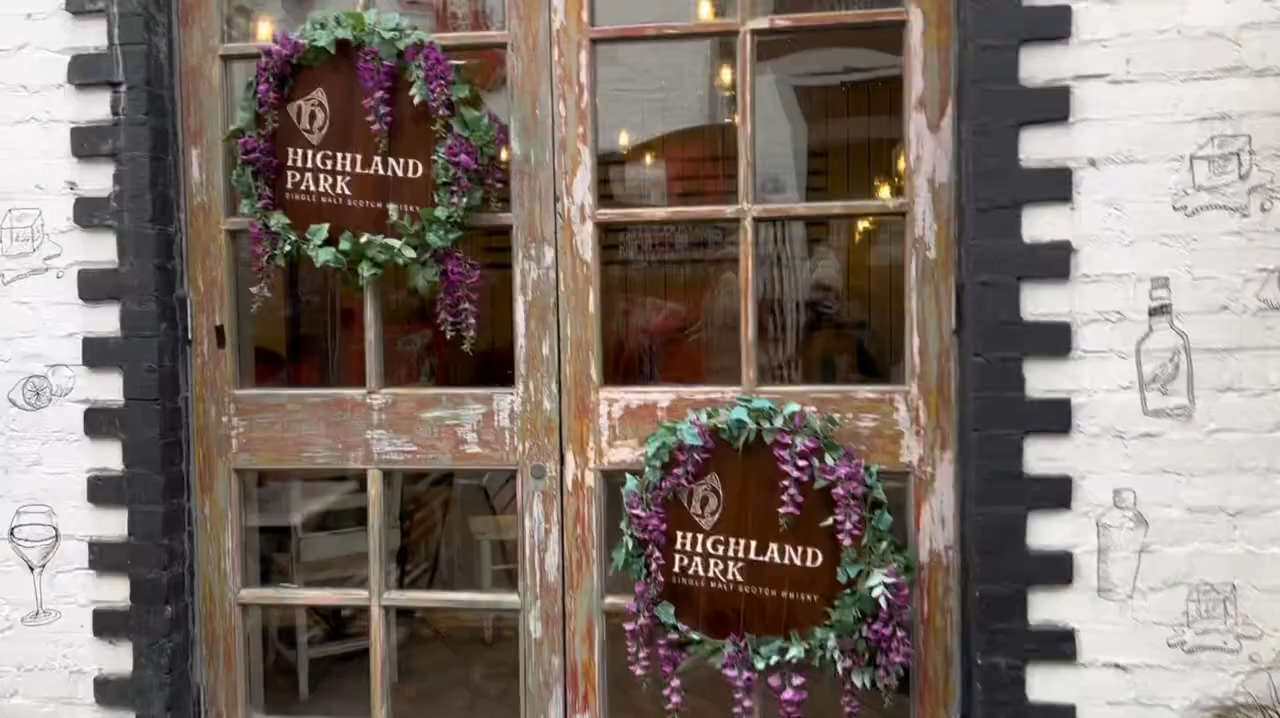 HIGHLAND
PARK
SINGLE MALT SCOTCH WHISKY
HIGHLAND
PARK
SINGLE MALT SCOTCH WHISKY